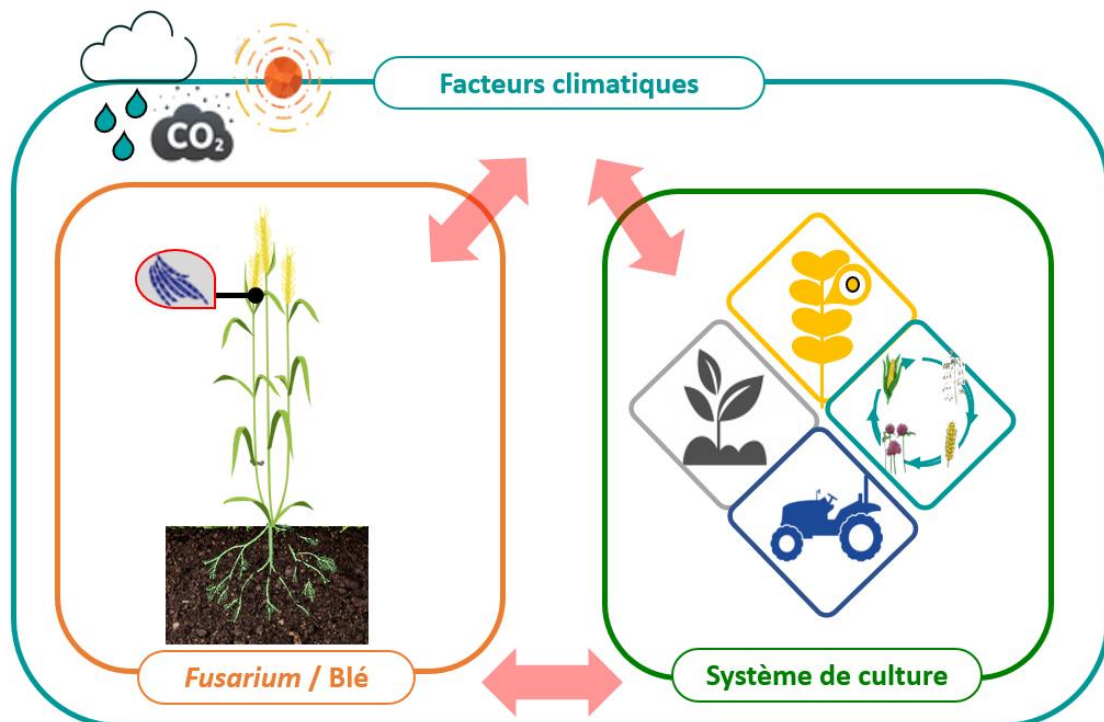 Facteurs climatiques
CO₂
Fusarium / Blé
Système de culture